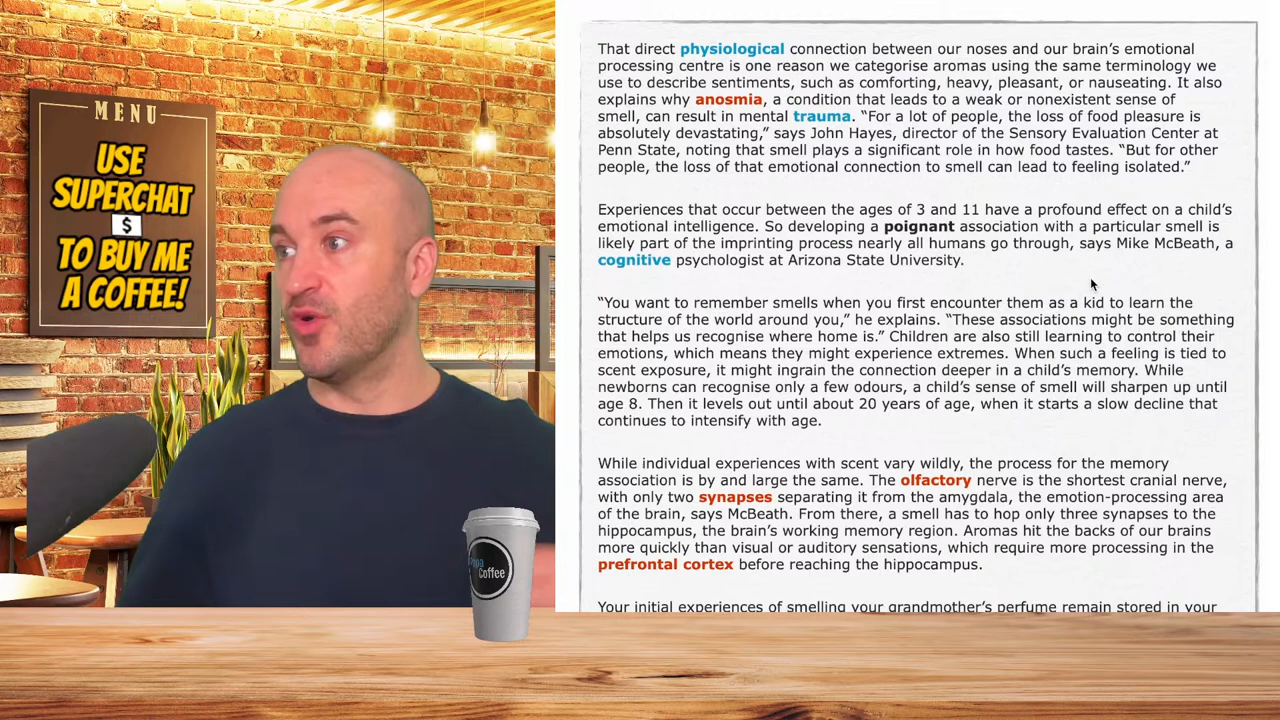 MENU
USE
SUPERCHAT
$
TO BUY ME
A COFFEE!
Coffee
That direct physiological connection between our noses and our brain’s emotional
processing centre is one reason we categorise aromas using the same terminology we
use to describe sentiments, such as comforting, heavy, pleasant, or nauseating. It also
explains why anosmia, a condition that leads to a weak or nonexistent sense of
smell, can result in mental trauma. “For a lot of people, the loss of food pleasure is
absolutely devastating,” says John Hayes, director of the Sensory Evaluation Center at
Penn State, noting that smell plays a significant role in how food tastes. “But for other
people, the loss of that emotional connection to smell can lead to feeling isolated.”
Experiences that occur between the ages of 3 and 11 have a profound effect on a child’s
emotional intelligence. So developing a poignant association with a particular smell is
likely part of the imprinting process nearly all humans go through, says Mike McBeath, a
cognitive psychologist at Arizona State University.
“You want to remember smells when you first encounter them as a kid to learn the
structure of the world around you,” he explains. “These associations might be something
that helps us recognise where home is.” Children are also still learning to control their
emotions, which means they might experience extremes. When such a feeling is tied to
scent exposure, it might ingrain the connection deeper in a child’s memory. While
newborns can recognise only a few odours, a child’s sense of smell will sharpen up until
age 8. Then it levels out until about 20 years of age, when it starts a slow decline that
continues to intensify with age.
While individual experiences with scent vary wildly, the process for the memory
association is by and large the same. The olfactory nerve is the shortest cranial nerve,
with only two synapses separating it from the amygdala, the emotion-processing area
of the brain, says McBeath. From there, a smell has to hop only three synapses to the
hippocampus, the brain’s working memory region. Aromas hit the backs of our brains
more quickly than visual or auditory sensations, which require more processing in the
prefrontal cortex before reaching the hippocampus.
Your initial experiences of smelling your grandmother’s perfume remain stored in your